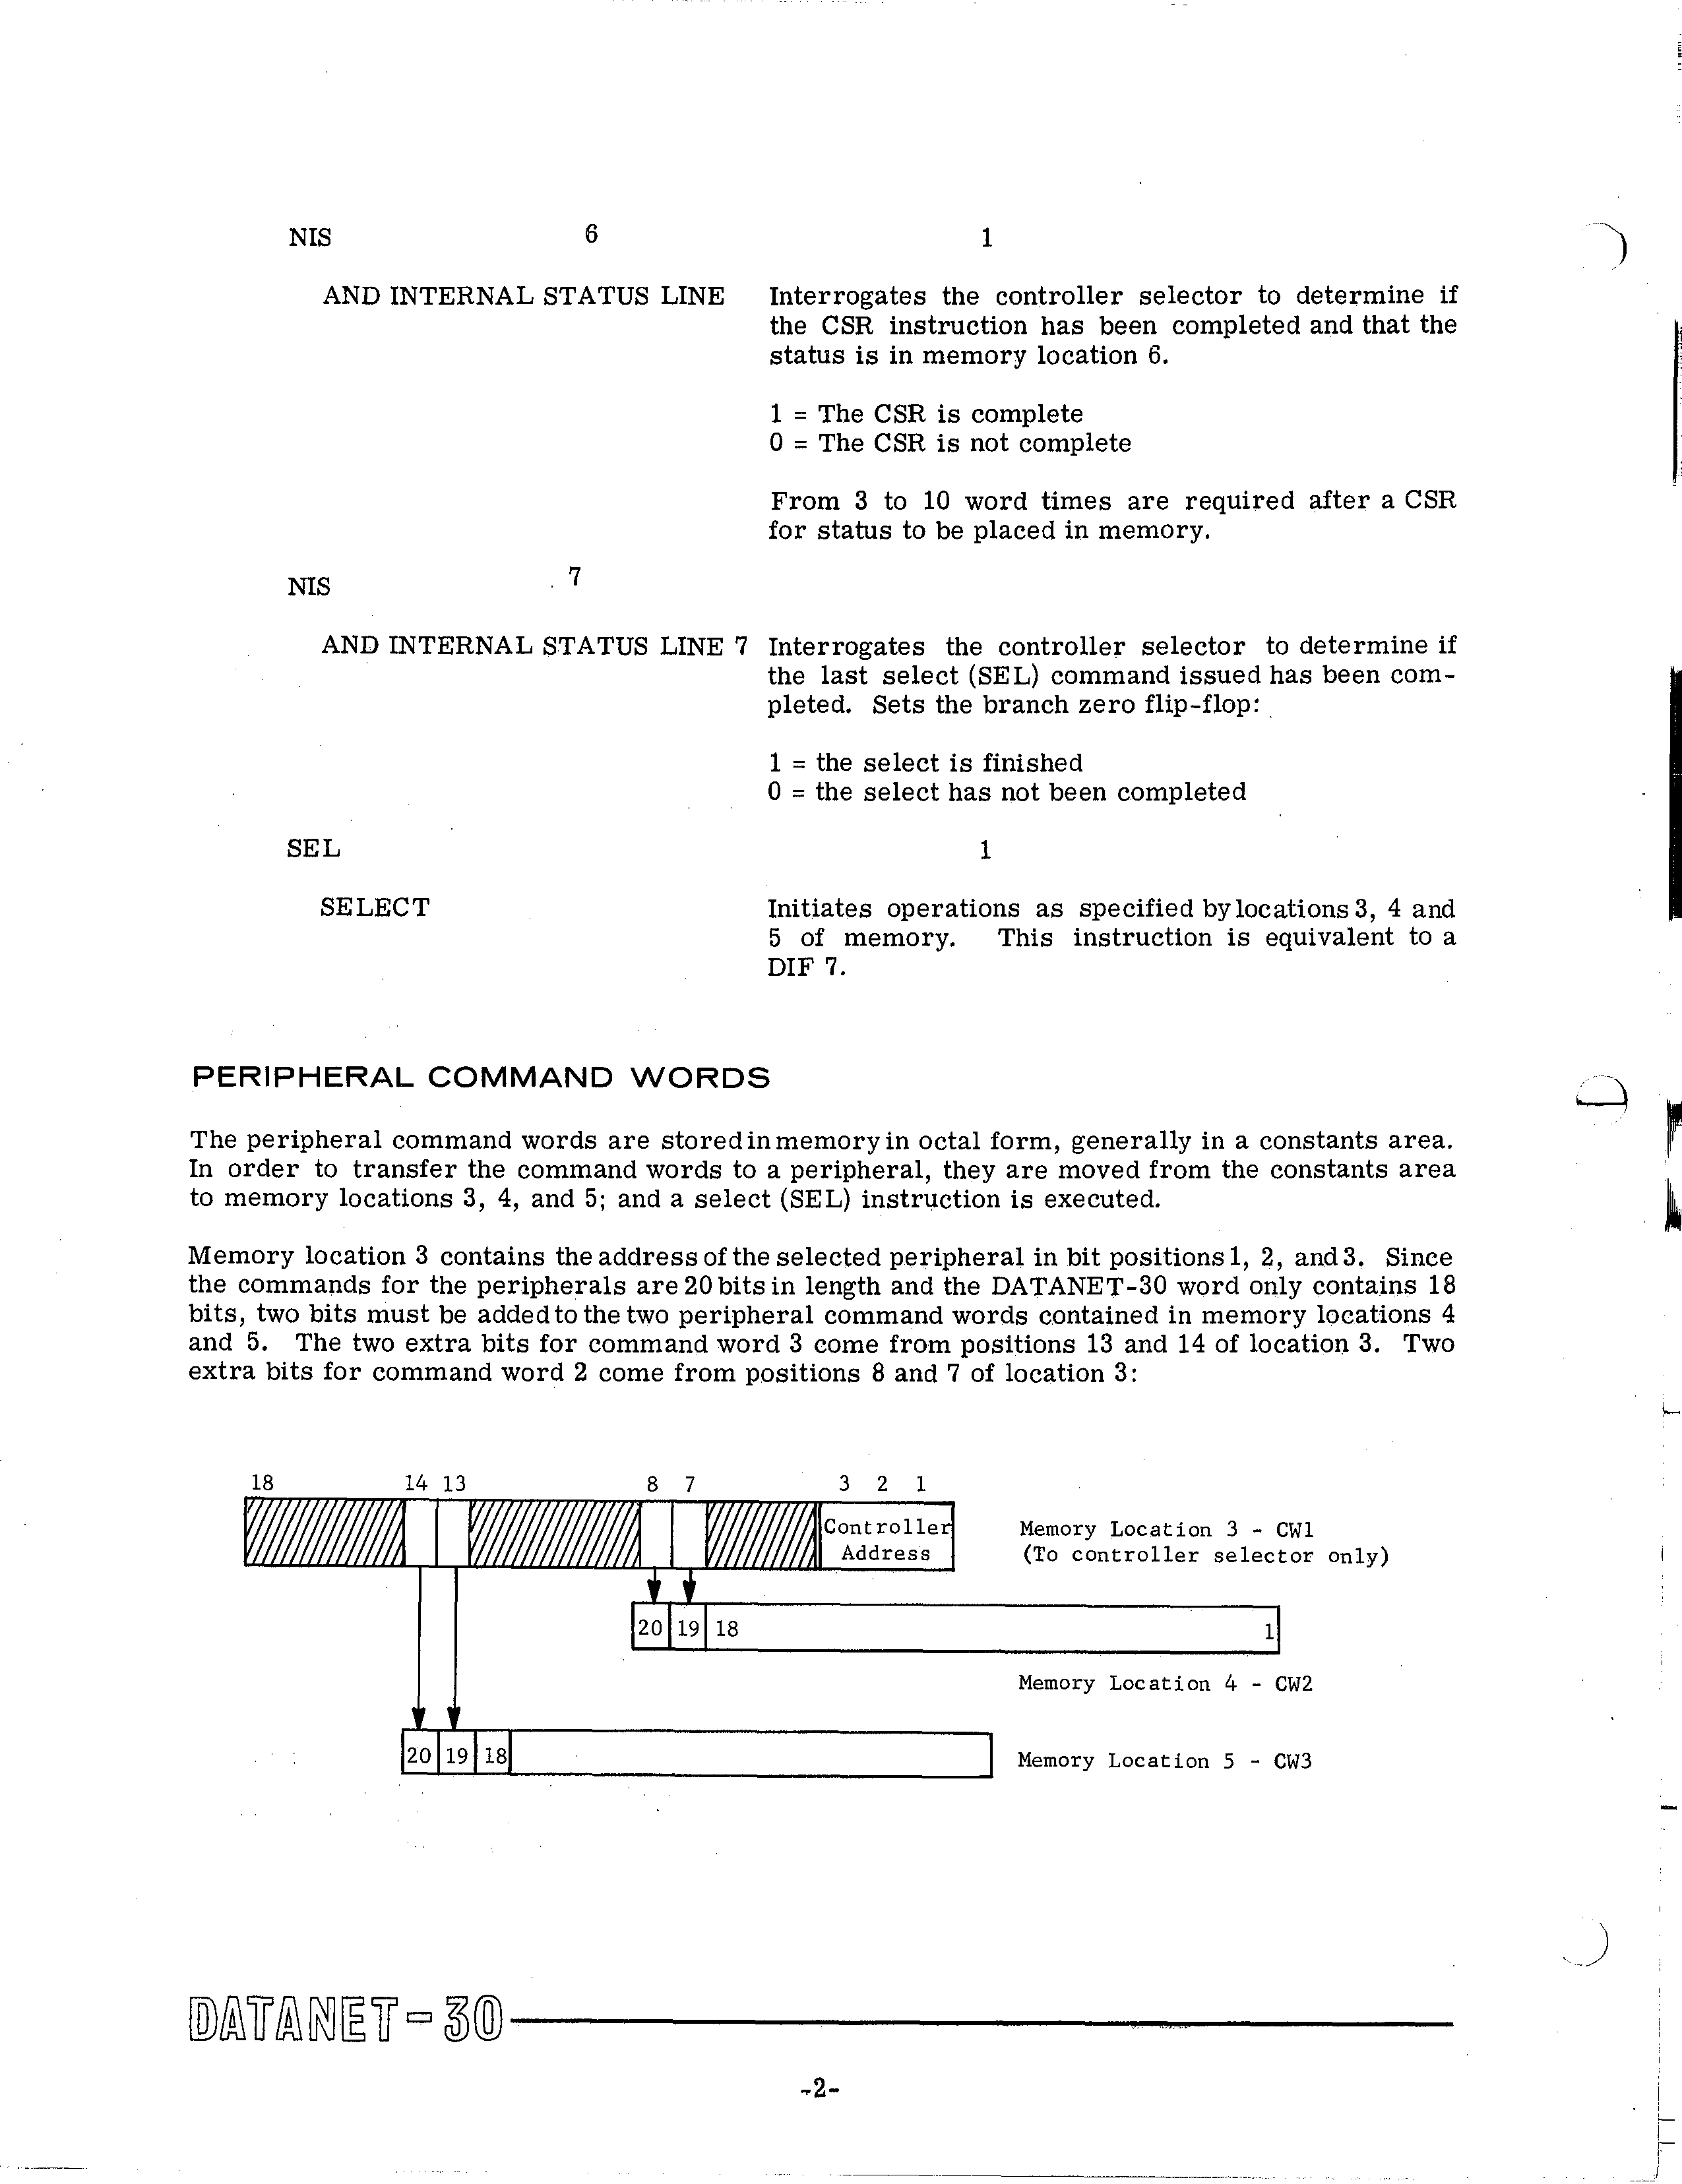 NIS 6 1
AND INTERNAL STATUS LINE Interrogates the controller selector to determine if
the CSR instruction has been completed and that the
status is in memory location 6.
1 = The CSR is complete
0 = The CSR is not complete
From 3 to 10 word times are required after a CSR
for status to be placed in memory.
NIS 7
AND INTERNAL STATUS LINE 7 Interrogates the controller selector to determine if
the last select (SEL) command issued has been com-
pleted. Sets the branch zero flip-flop:
1 = the select is finished
0 = the select has not been completed
SEL 1
SELECT Initiates operations as specified by locations 3, 4 and
5 of memory. This instruction is equivalent to a
DIF 7.
PERIPHERAL COMMAND WORDS
The peripheral command words are stored in memory in octal form, generally in a constants area.
In order to transfer the command words to a peripheral, they are moved from the constants area
to memory locations 3, 4, and 5; and a select (SEL) instruction is executed.
Memory location 3 contains the address of the selected peripheral in bit positions 1, 2, and 3. Since
the commands for the peripherals are 20 bits in length and the DATANET-30 word only contains 18
bits, two bits must be added to the two peripheral command words contained in memory locations 4
and 5. The two extra bits for command word 3 come from positions 13 and 14 of location 3. Two
extra bits for command word 2 come from positions 8 and 7 of location 3:
18 14 13 8 7 3 2 1
Controller
Address
Memory Location 3 - CW1
(To controller selector only)
20 19 18 1
Memory Location 4 - CW2
20 19 18
Memory Location 5 - CW3
DATANET-30
-2-